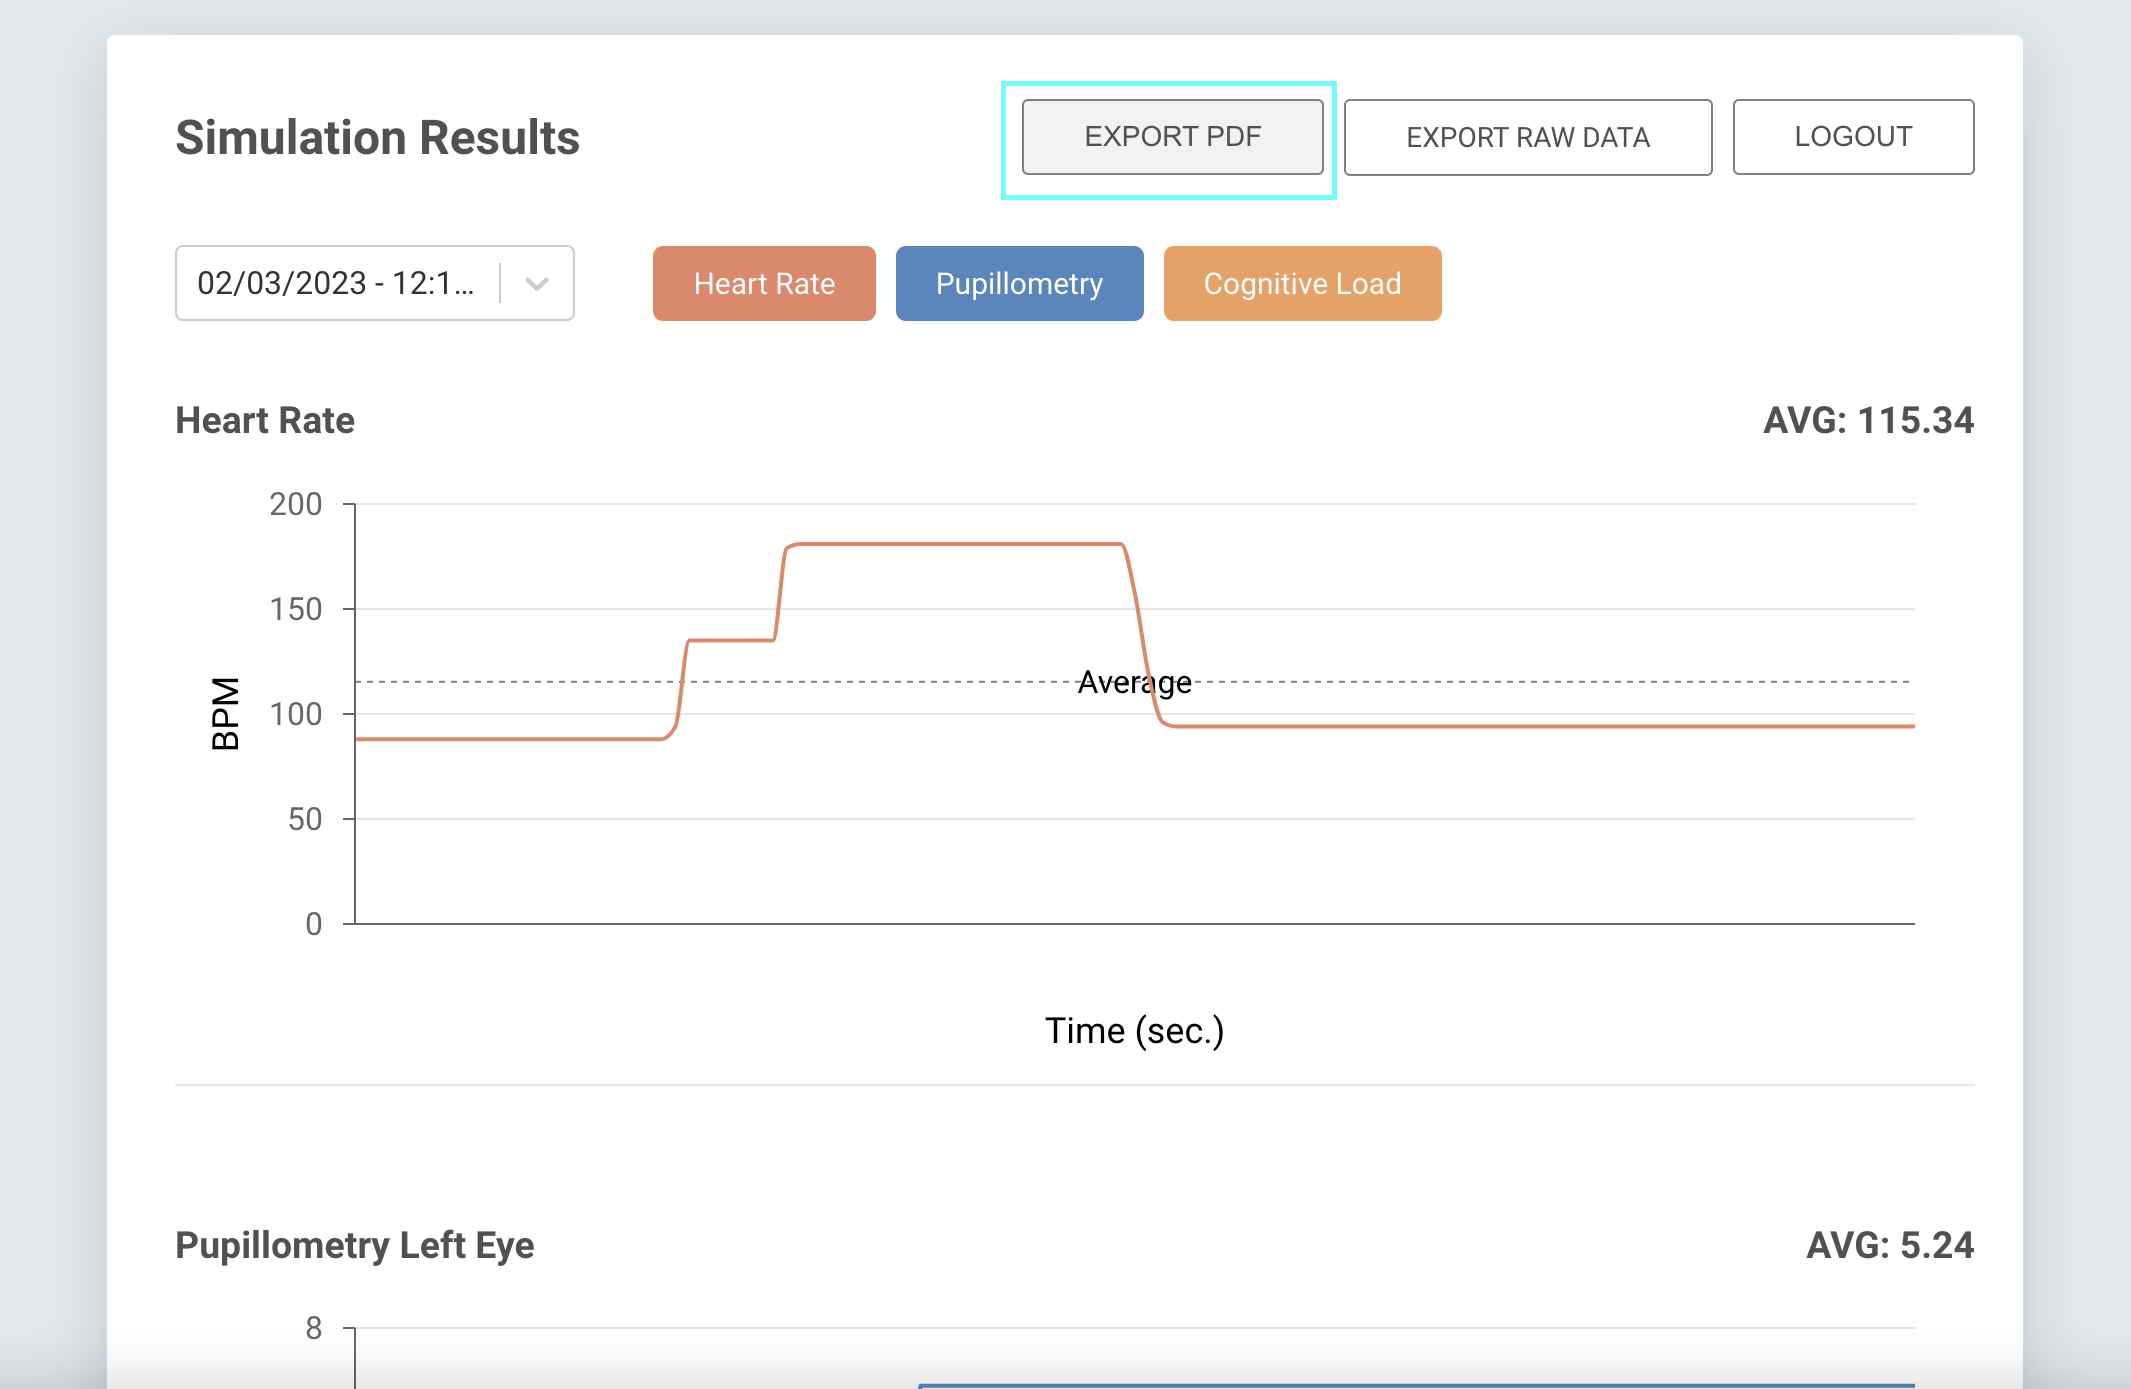 Simulation Results
EXPORT PDF
EXPORT RAW DATA
LOGOUT
02/03/2023 - 12:1...
Heart Rate
Pupillometry
Cognitive Load
Heart Rate
AVG: 115.34
200
150
100
50
0
BPM
Average
Time (sec.)
Pupillometry Left Eye
AVG: 5.24
8